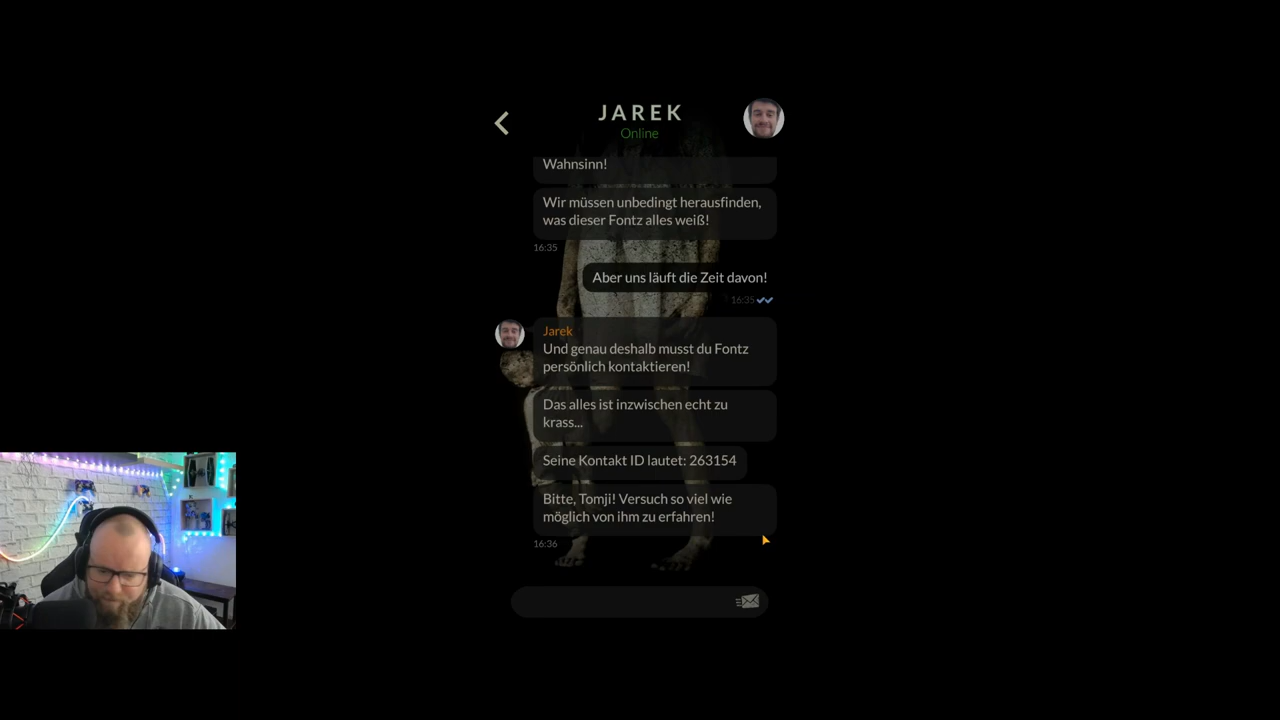 JAREK
Online
Wahnsinn!
Wir müssen unbedingt herausfinden,
was dieser Fontz alles weiß!
16:35
Aber uns läuft die Zeit davon!
16:35
Jarek
Und genau deshalb musst du Fontz
persönlich kontaktieren!
Das alles ist inzwischen echt zu
krass...
Seine Kontakt ID lautet: 263154
Bitte, Tomji! Versuch so viel wie
möglich von ihm zu erfahren!
16:36